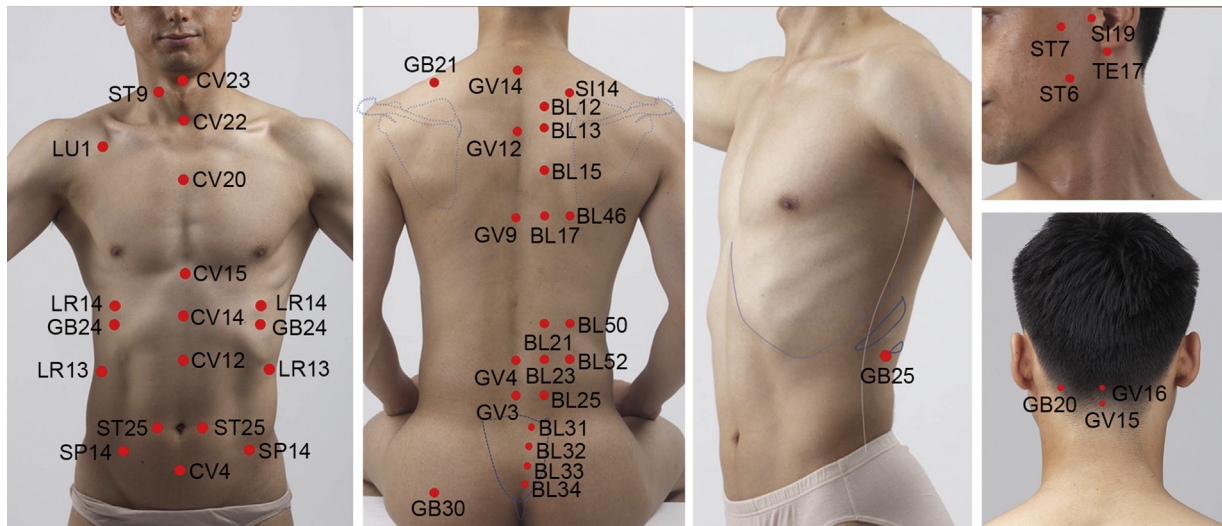 CV23
ST9
CV22
LU1
CV20
CV15
LR14
LR14
CV14
GB24
GB24
CV12
LR13
LR13
ST25
ST25
SP14
SP14
CV4
GB21
GV14
SI14
BL12
BL13
GV12
BL15
BL46
GV9
BL17
BL50
BL21
BL52
GV4
BL23
BL25
GV3
BL31
BL32
BL33
BL34
GB30
GB25
SI19
ST7
TE17
ST6
GV16
GB20
GV15